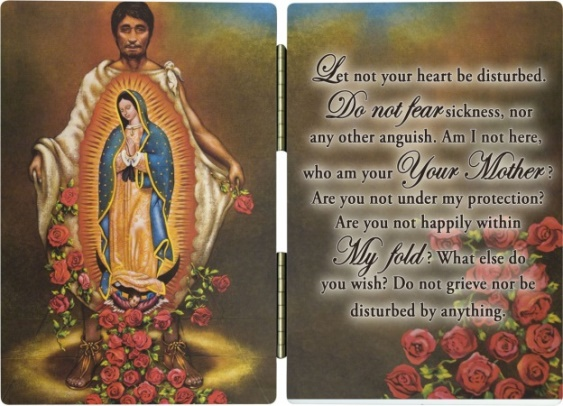 Let not your heart be disturbed.
Do not fear sickness, nor
any other anguish. Am I not here,
who am your Your Mother?
Are you not under my protection?
Are you not happily within
My fold? What else do
you wish? Do not grieve nor be
disturbed by anything.